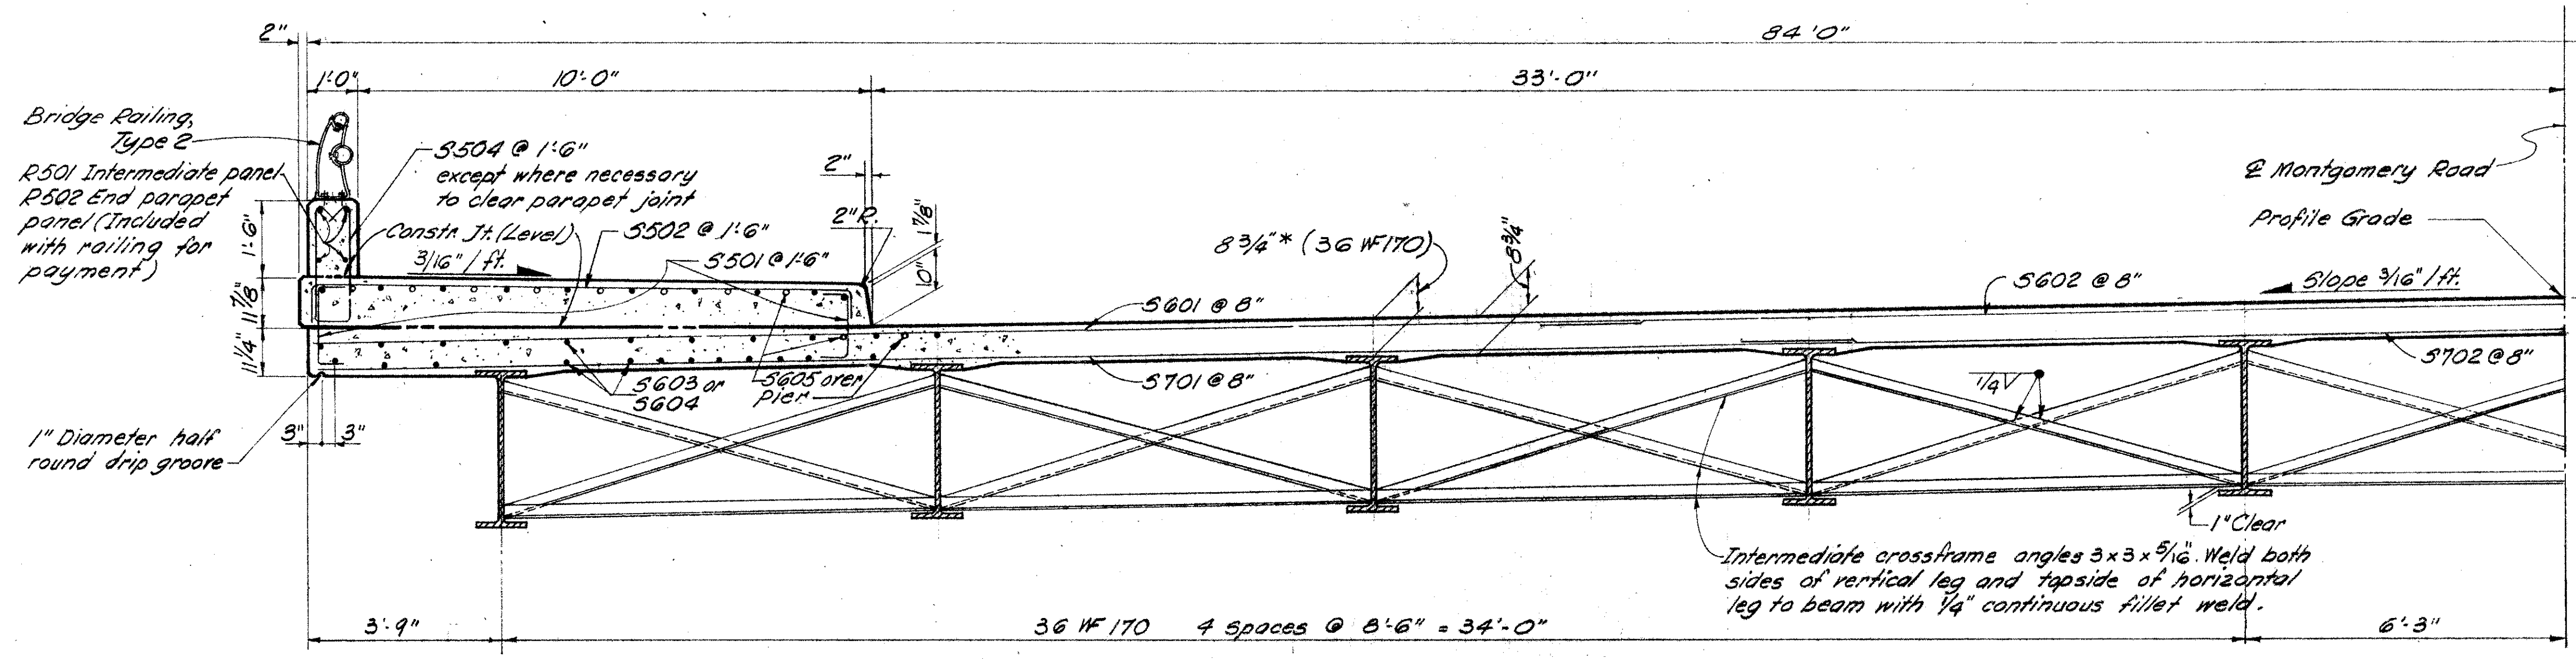 2"
84'0"
1'-0"
10'-0"
33'-0"
Bridge Railing,
Type 2
R501 Intermediate panel
R502 End parapet
panel (Included
with railing for
payment)
S504 @ 1'-6"
except where necessary
to clear parapet joint
Constr. Jt. (Level)
3/16" / ft.
S502 @ 1'-6"
S501 @ 1'-6"
2"
2" R.
1 7/8"
10"
1'-6"
11 7/8"
11 1/4"
8 3/4" * (36 WF 170)
8 3/4"
℄ Montgomery Road
Profile Grade
Slope 3/16" / ft.
S601 @ 8"
S602 @ 8"
S603 or
S604
S605 over
Pier
S701 @ 8"
S702 @ 8"
1/4 V
1" Diameter half
round drip groove
3"
3"
1" Clear
Intermediate crossframe angles 3 x 3 x 5/16". Weld both
sides of vertical leg and topside of horizontal
leg to beam with 1/4" continuous fillet weld.
3'-9"
36 WF 170 4 Spaces @ 8'-6" = 34'-0"
6'-3"